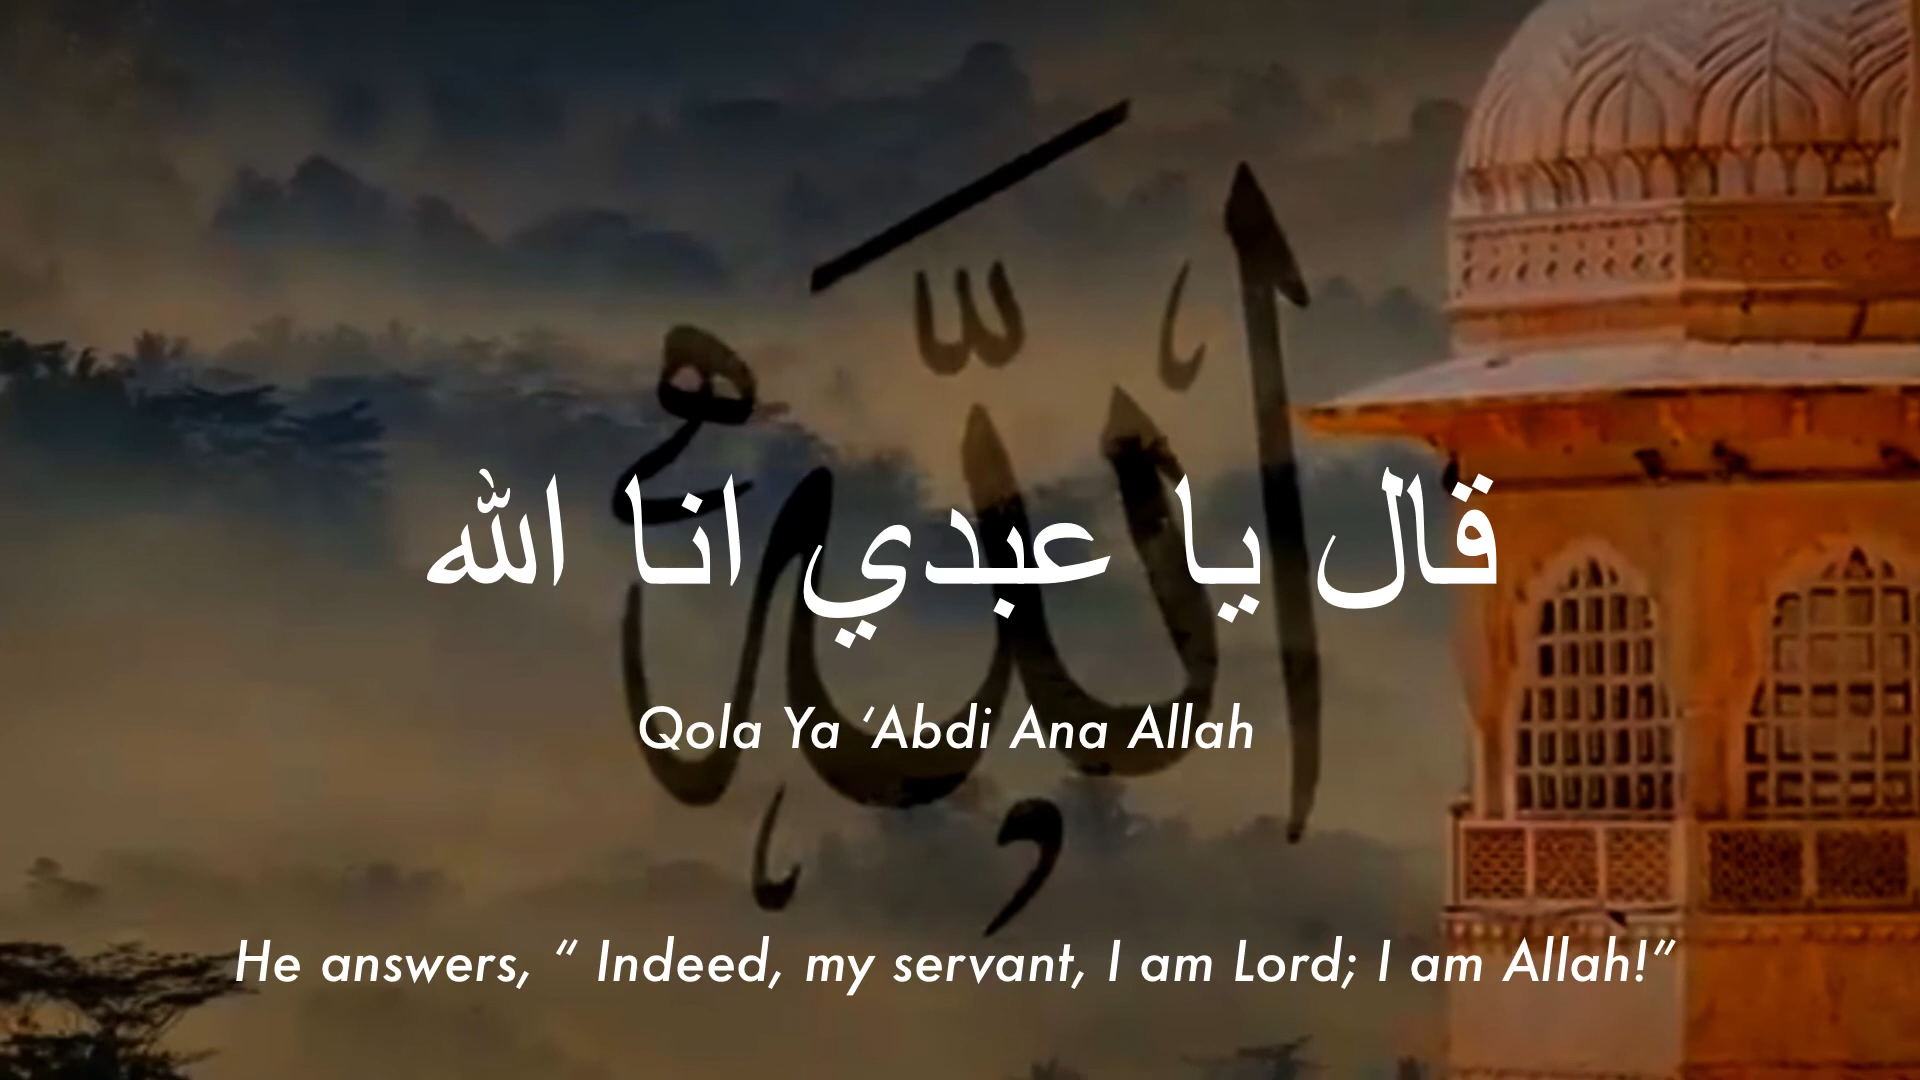 اللّٰهُ
قال يا عبدي انا الله
Qola Ya ‘Abdi Ana Allah
He answers, “ Indeed, my servant, I am Lord; I am Allah!”